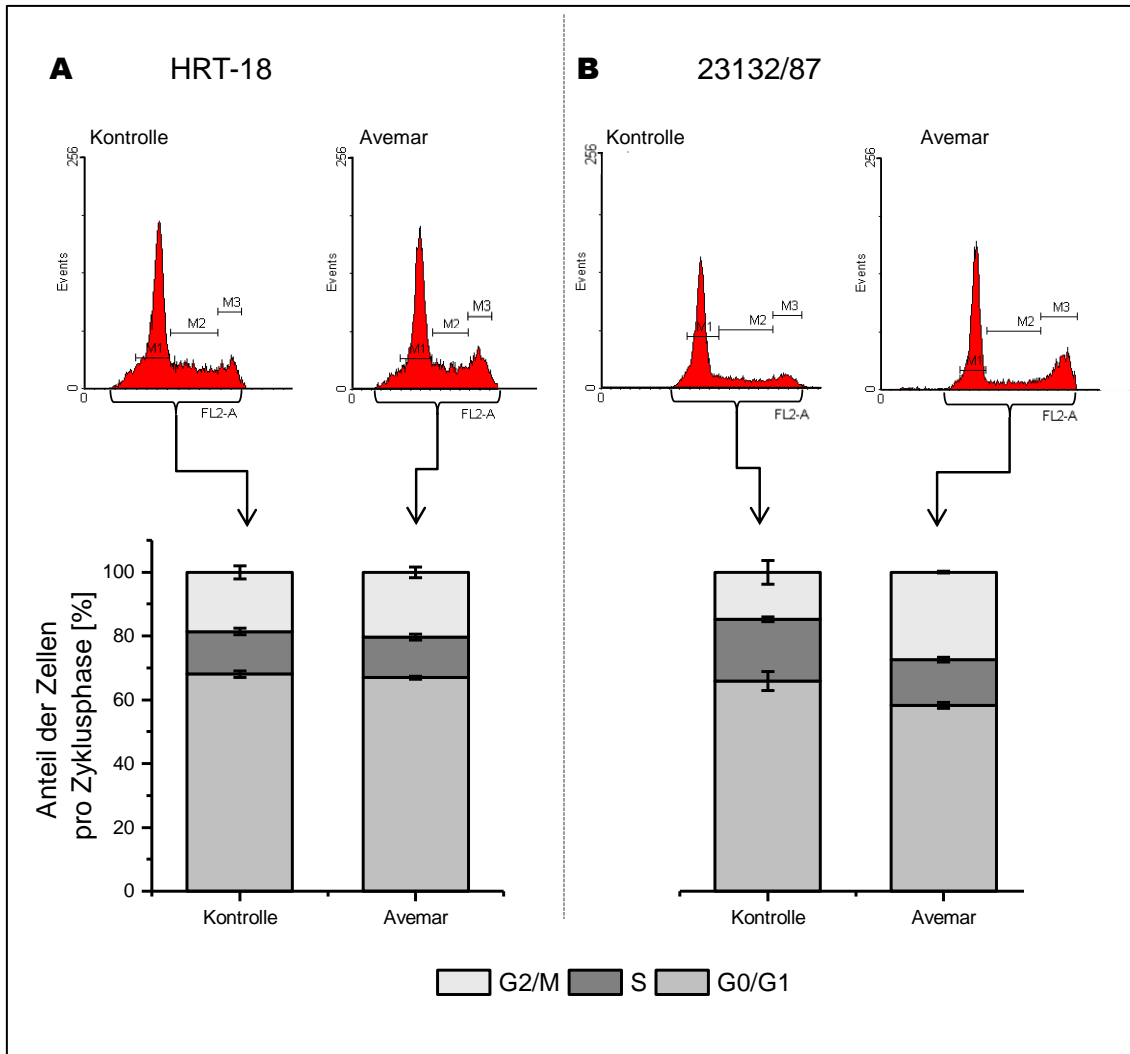 A HRT-18
B 23132/87
Kontrolle
256
Events
0
M1
M2
M3
0
FL2-A
Avemar
256
Events
0
M1
M2
M3
0
FL2-A
Kontrolle
256
Events
0
M1
M2
M3
0
FL2-A
Avemar
256
Events
0
M1
M2
M3
0
FL2-A
Anteil der Zellen
pro Zyklusphase [%]
100
80
60
40
20
0
Kontrolle
Avemar
Kontrolle
Avemar
G2/M S G0/G1